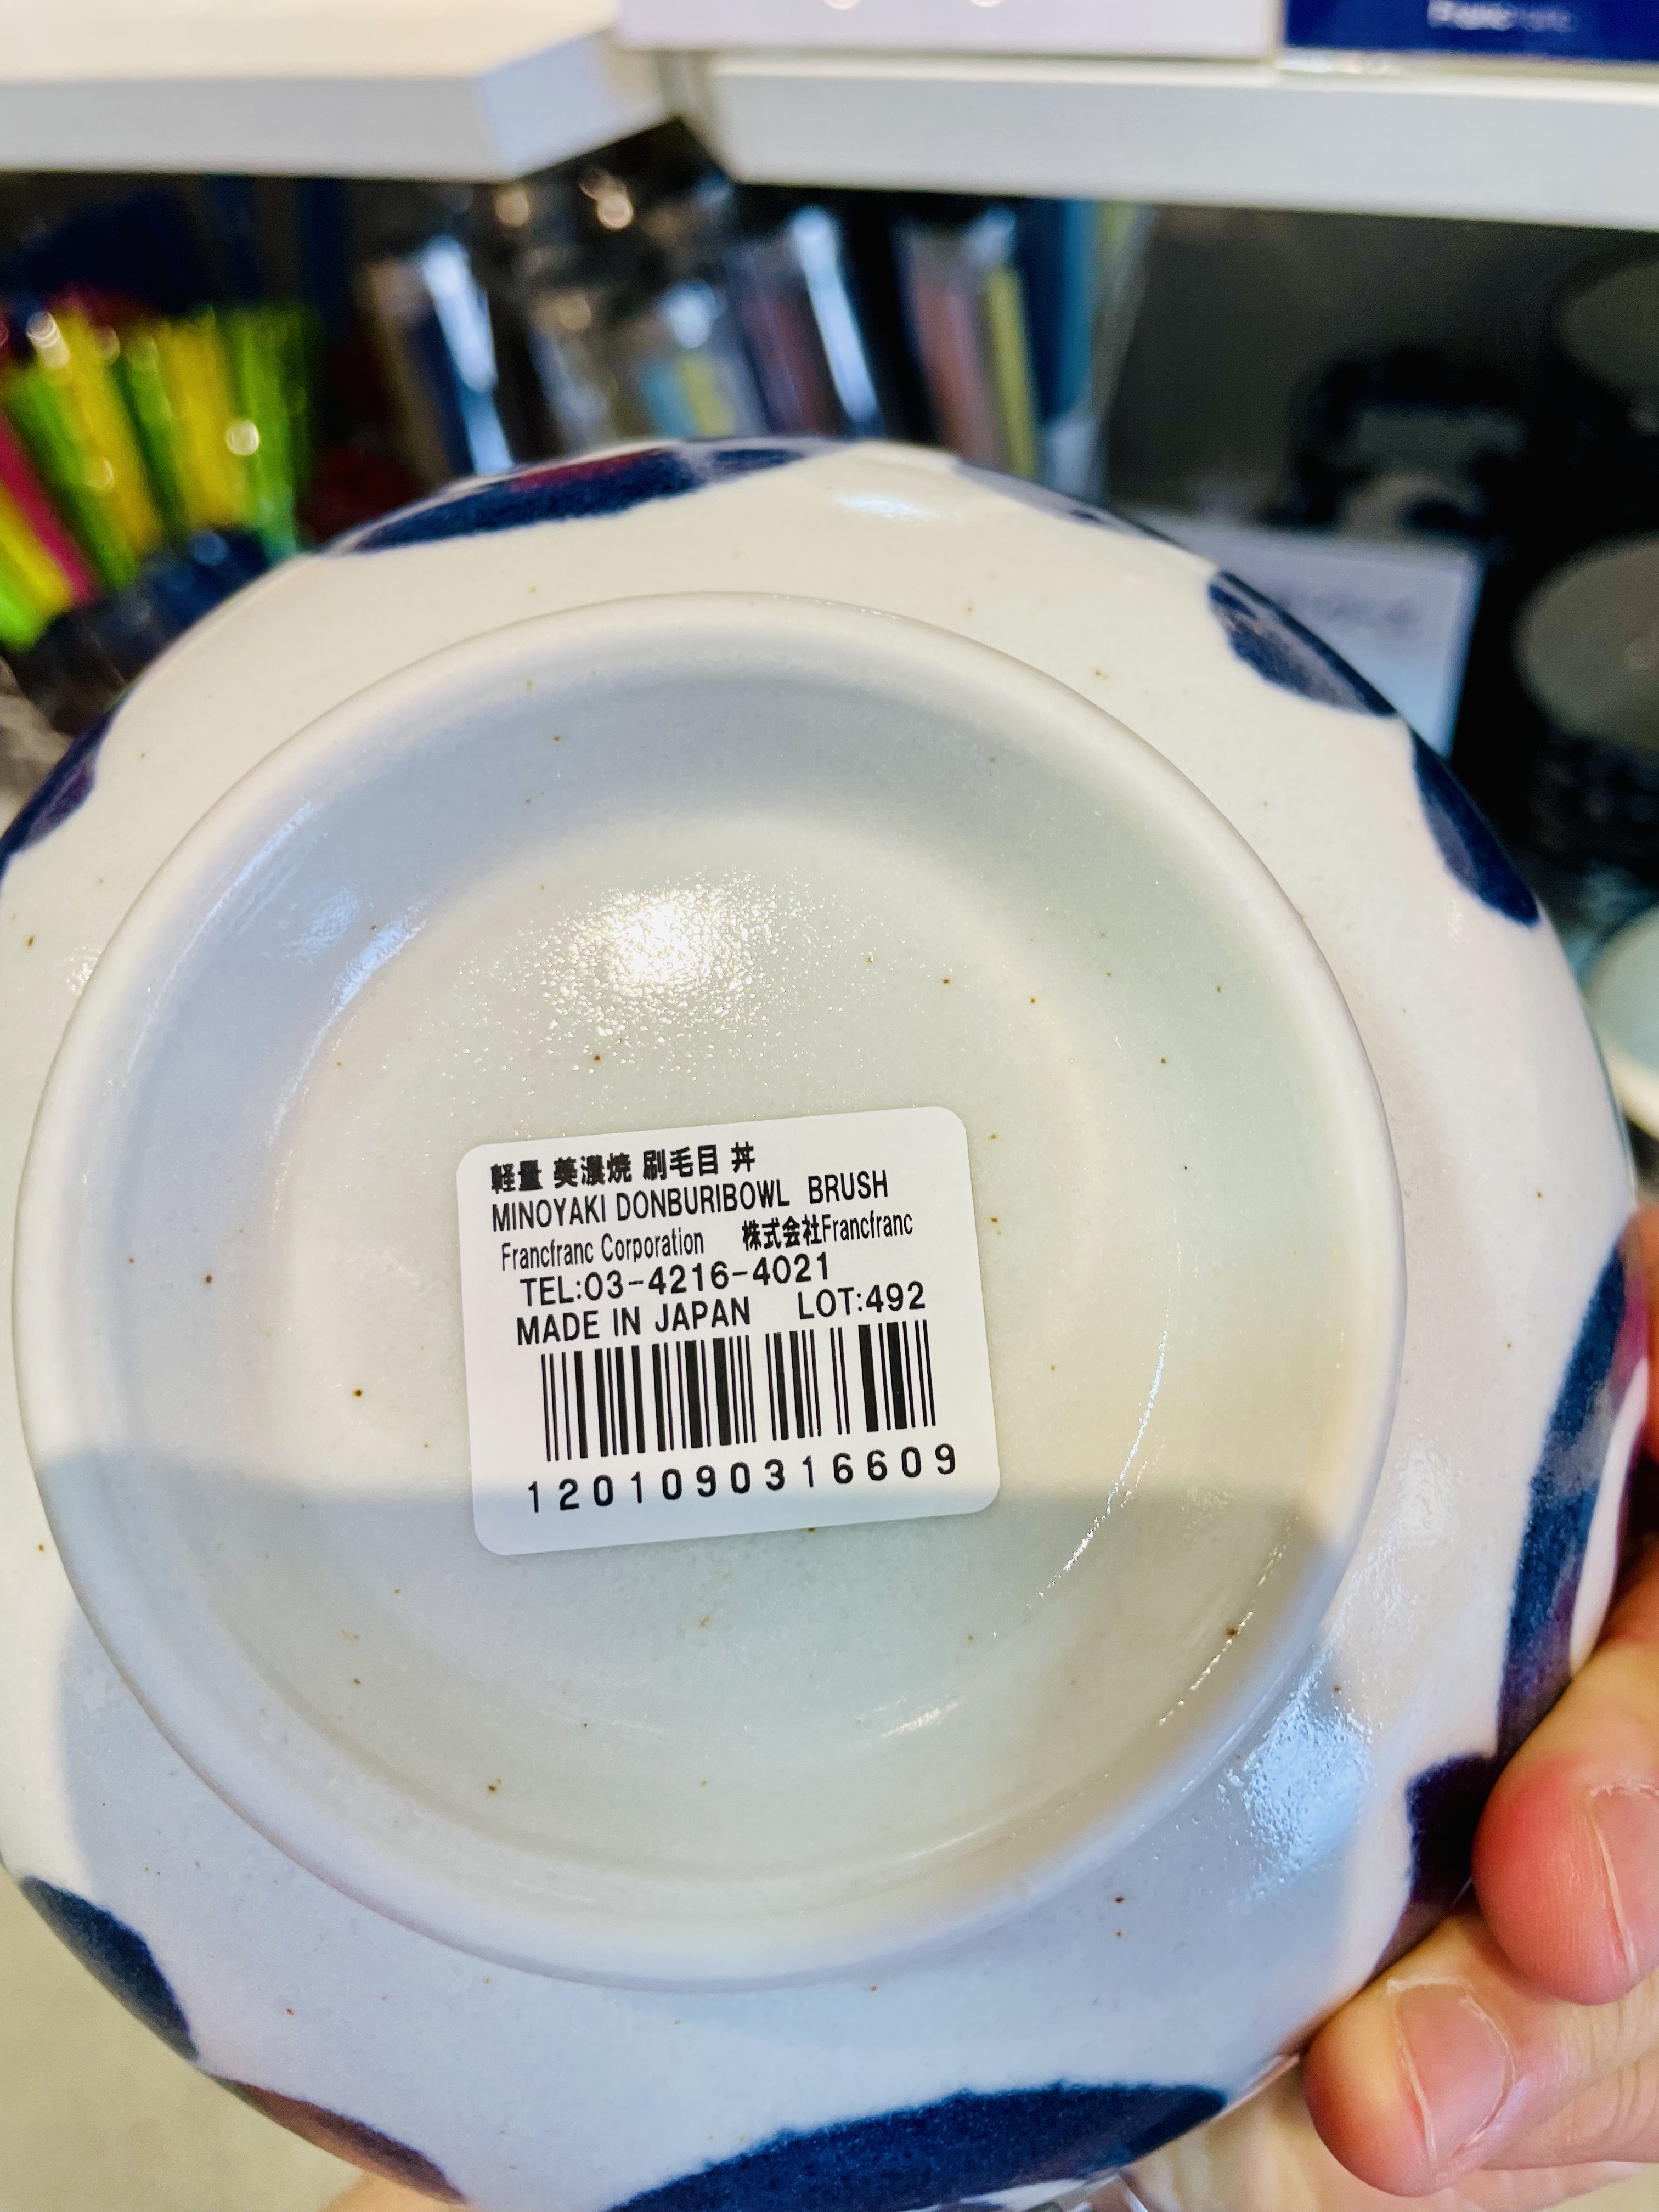 軽量 美濃焼 刷毛目 丼
MINOYAKI DONBURIBOWL BRUSH
Francfranc Corporation 株式会社Francfranc
TEL:03-4216-4021
MADE IN JAPAN LOT:492
1201090316609